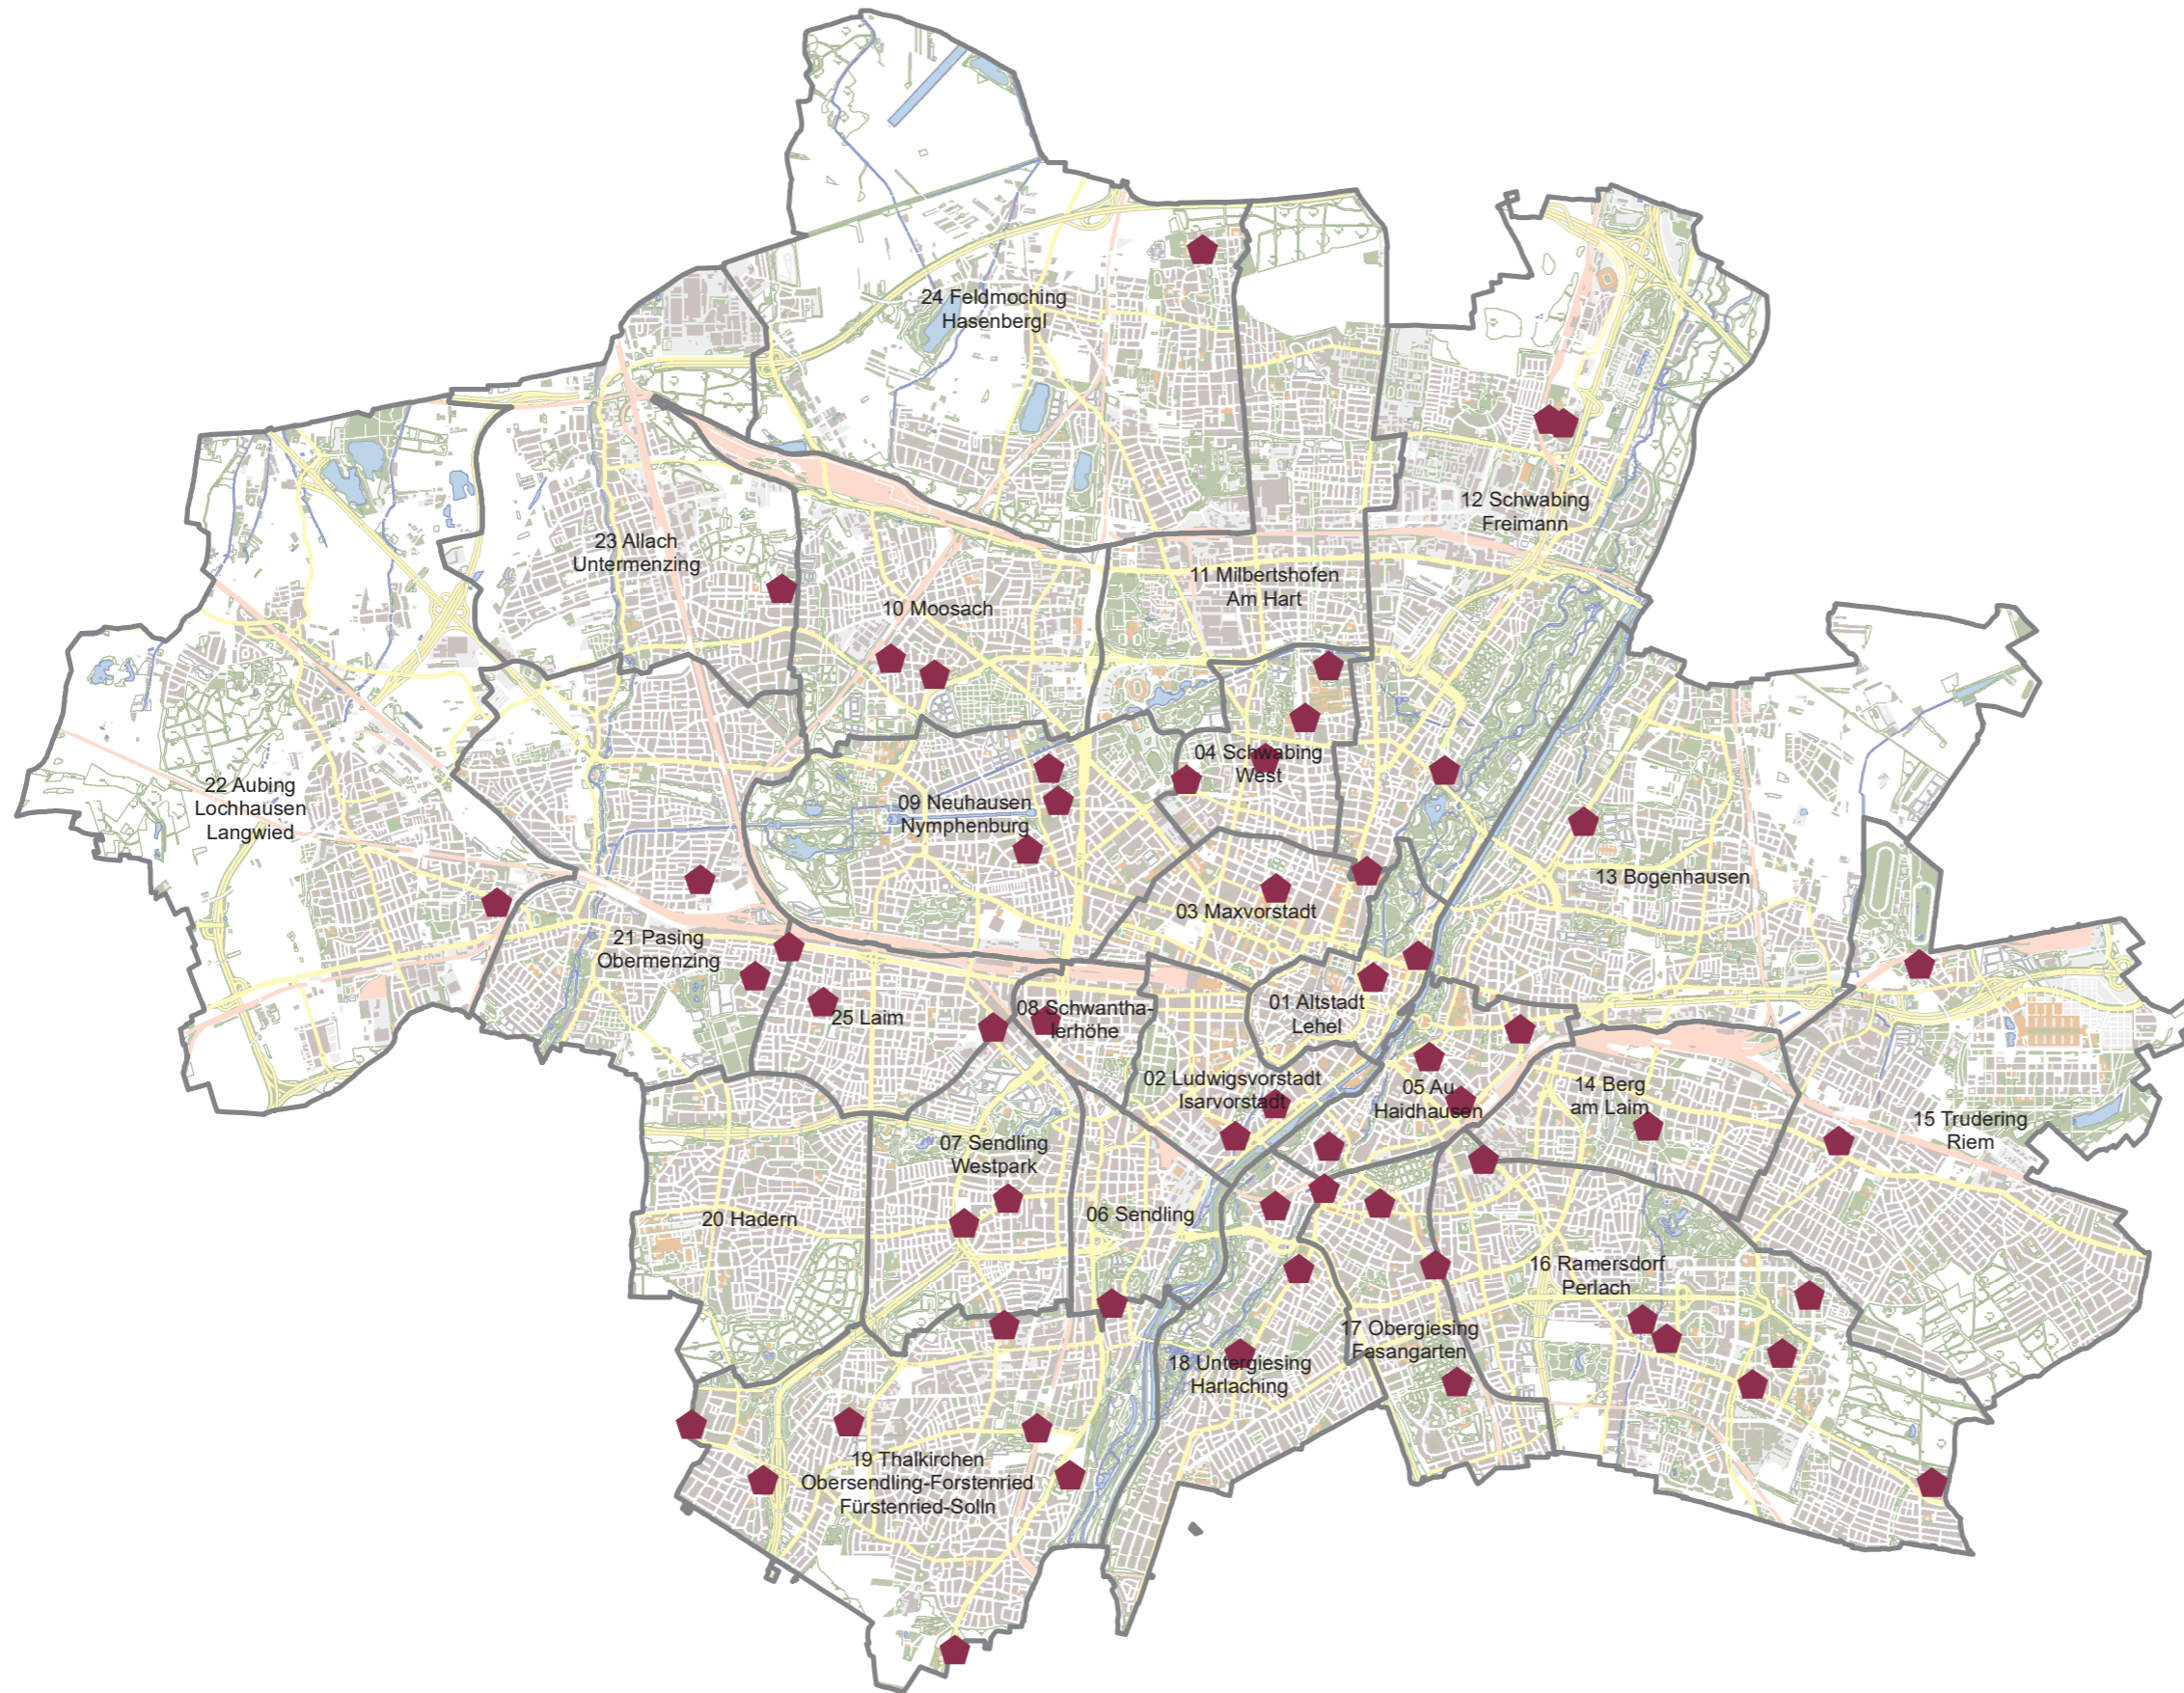 24 Feldmoching
Hasenbergl
12 Schwabing
Freimann
23 Allach
Untermenzing
11 Milbertshofen
Am Hart
10 Moosach
04 Schwabing
West
22 Aubing
Lochhausen
Langwied
09 Neuhausen
Nymphenburg
13 Bogenhausen
03 Maxvorstadt
21 Pasing
Obermenzing
01 Altstadt
Lehel
08 Schwantha-
lerhöhe
25 Laim
02 Ludwigsvorstadt
Isarvorstadt
05 Au
Haidhausen
14 Berg
am Laim
15 Trudering
Riem
07 Sendling
Westpark
06 Sendling
20 Hadern
16 Ramersdorf
Perlach
17 Obergiesing
Fasangarten
18 Untergiesing
Harlaching
19 Thalkirchen
Obersendling-Forstenried
Fürstenried-Solln